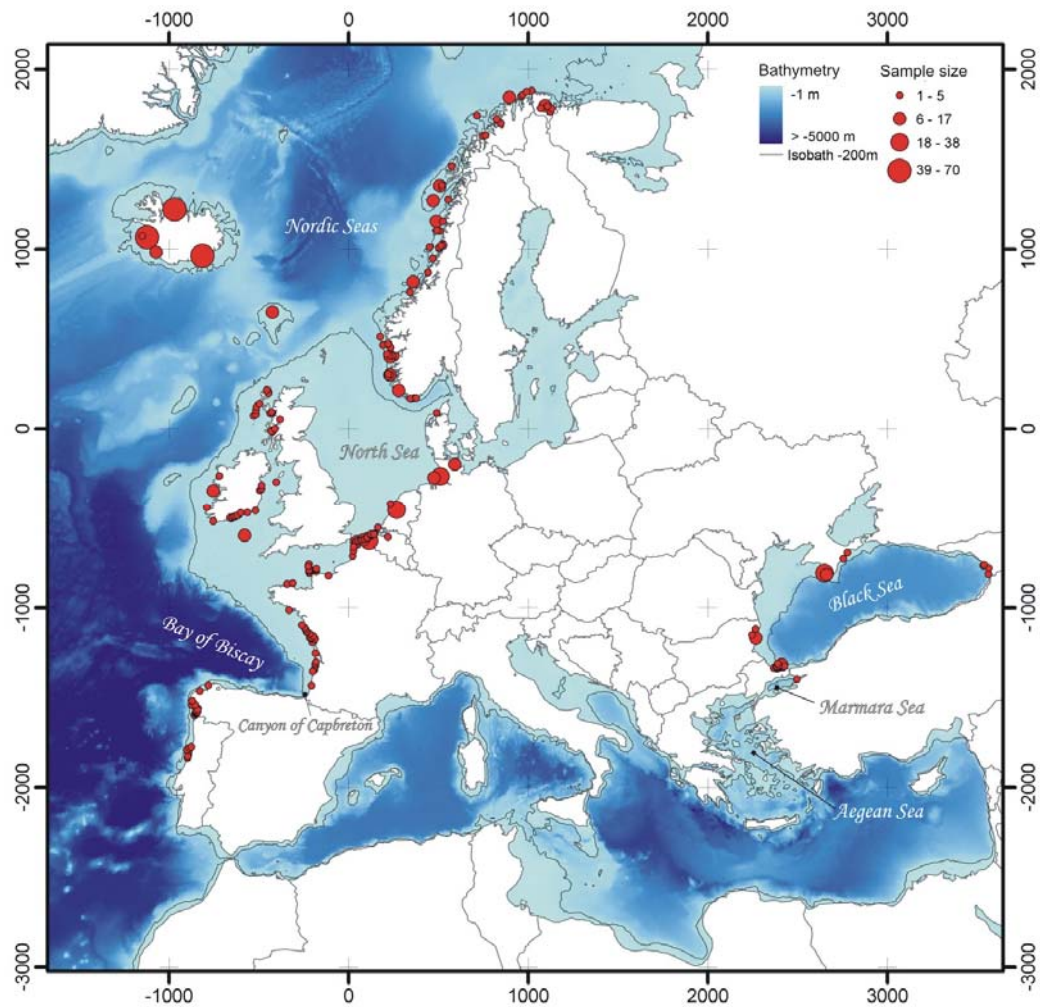 -1000 0 1000 2000 3000
2000 2000
Bathymetry Sample size
-1 m 1 - 5
6 - 17
> -5000 m 18 - 38
Isobath -200m 39 - 70
Nordic Seas
1000 1000
0 0
North Sea
Black Sea
-1000 -1000
Bay of Biscay
Canyon of Capbreton Marmara Sea
-2000 -2000
Aegean Sea
-3000 -3000
-1000 0 1000 2000 3000